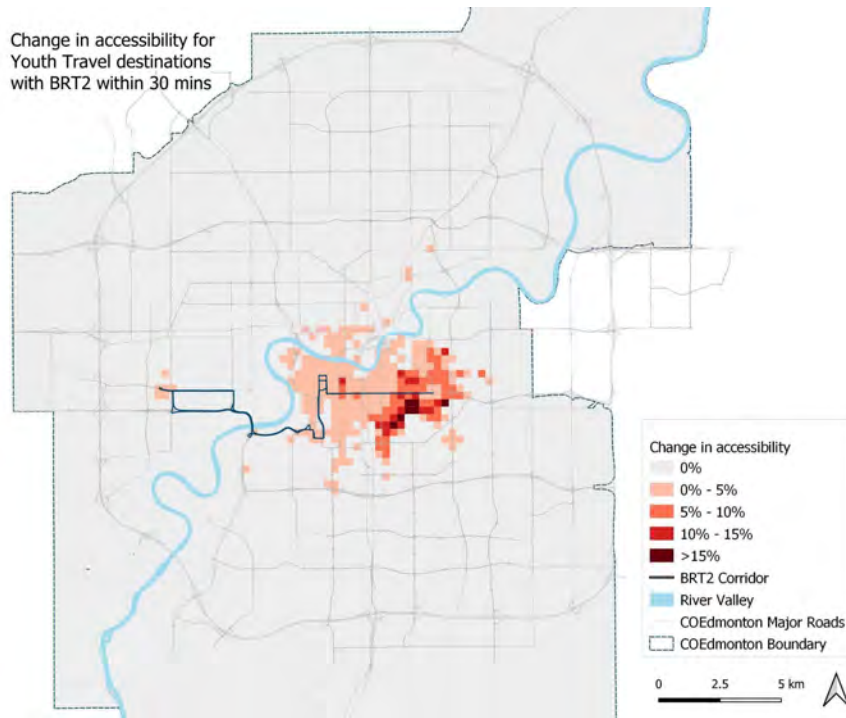 Change in accessibility for
Youth Travel destinations
with BRT2 within 30 mins
Change in accessibility
0%
0% - 5%
5% - 10%
10% - 15%
>15%
BRT2 Corridor
River Valley
COEdmonton Major Roads
COEdmonton Boundary
0 2.5 5 km